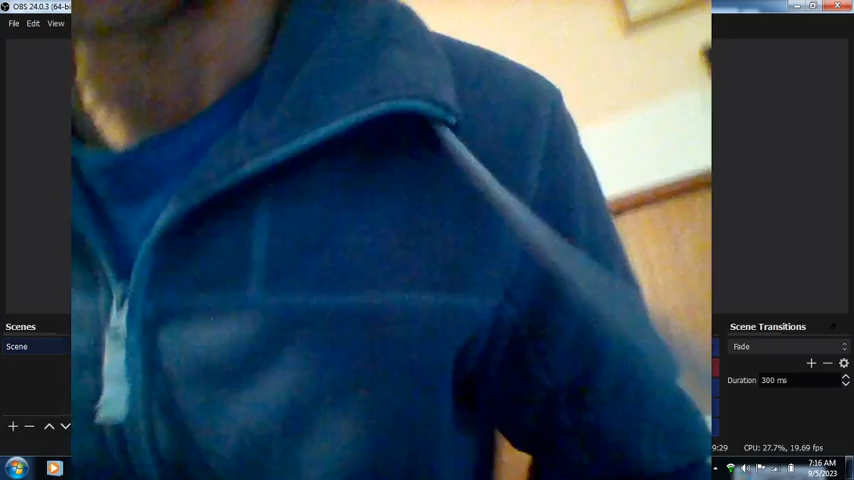 OBS 24.0.3 (64-bi
File Edit View
Scenes
Scene
Scene Transitions
Fade
Duration 300 ms
9:29 CPU: 27.7%, 19.69 fps
7:16 AM
9/5/2023